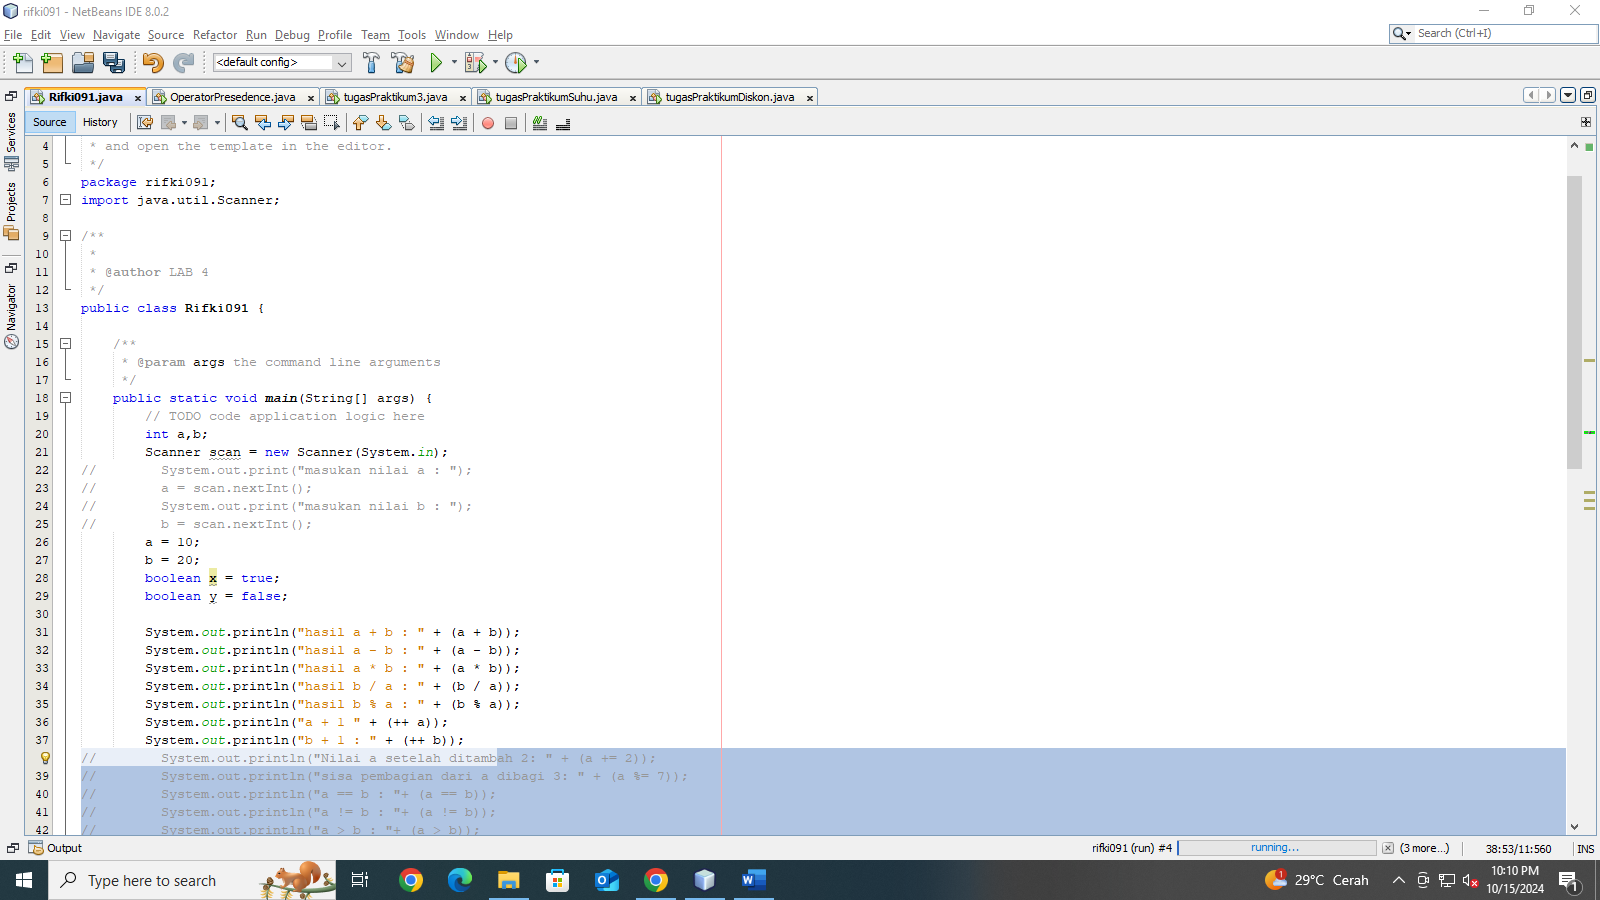 rifki091 - NetBeans IDE 8.0.2
File Edit View Navigate Source Refactor Run Debug Profile Team Tools Window Help
Search (Ctrl+I)
<default config>
Rifki091.java OperatorPresedence.java tugasPraktikum3.java tugasPraktikumSuhu.java tugasPraktikumDiskon.java
Source History
Services
Projects
Navigator
4 * and open the template in the editor.
5 */
6 package rifki091;
7 import java.util.Scanner;
8
9 /**
10 *
11 * @author LAB 4
12 */
13 public class Rifki091 {
14
15 /**
16 * @param args the command line arguments
17 */
18 public static void main(String[] args) {
19 // TODO code application logic here
20 int a,b;
21 Scanner scan = new Scanner(System.in);
22 // System.out.print("masukan nilai a : ");
23 // a = scan.nextInt();
24 // System.out.print("masukan nilai b : ");
25 // b = scan.nextInt();
26 a = 10;
27 b = 20;
28 boolean x = true;
29 boolean y = false;
30
31 System.out.println("hasil a + b : " + (a + b));
32 System.out.println("hasil a - b : " + (a - b));
33 System.out.println("hasil a * b : " + (a * b));
34 System.out.println("hasil b / a : " + (b / a));
35 System.out.println("hasil b % a : " + (b % a));
36 System.out.println("a + 1 " + (++ a));
37 System.out.println("b + 1 : " + (++ b));
// System.out.println("Nilai a setelah ditambah 2: " + (a += 2));
39 // System.out.println("sisa pembagian dari a dibagi 3: " + (a %= 7));
40 // System.out.println("a == b : "+ (a == b));
41 // System.out.println("a != b : "+ (a != b));
42 // System.out.println("a > b : "+ (a > b));
Output
rifki091 (run) #4 running... (3 more...) 38:53/11:560 INS
Type here to search
29°C Cerah
10:10 PM
10/15/2024
1
1